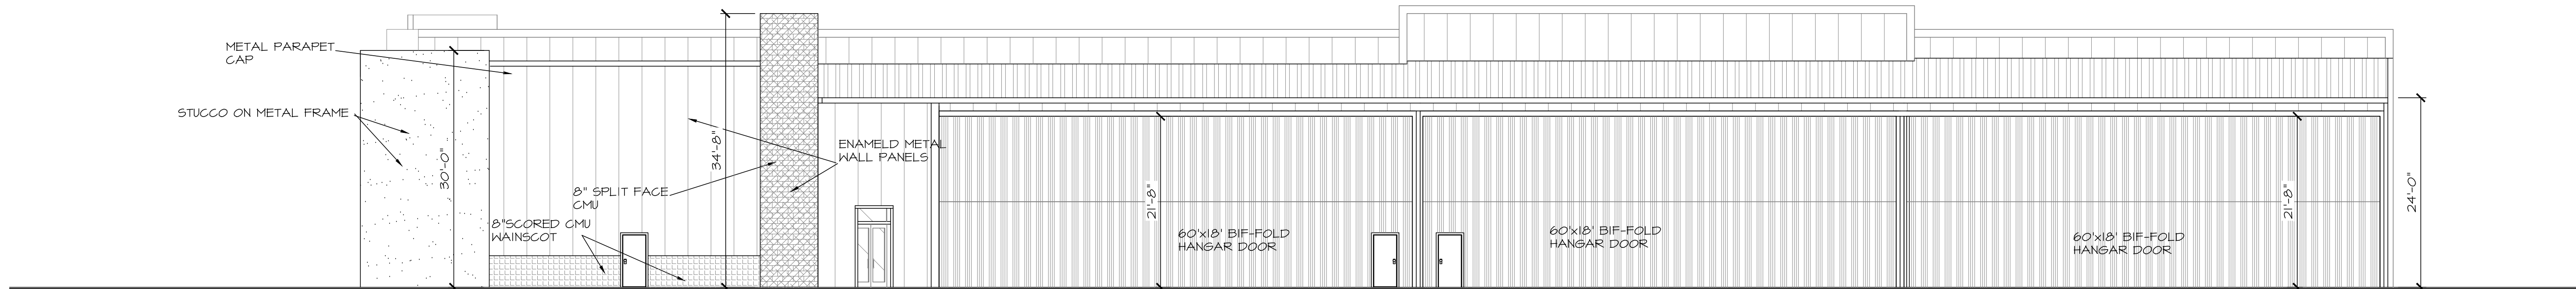 METAL PARAPET
CAP
STUCCO ON METAL FRAME
30'-0"
34'-8"
8" SPLIT FACE
CMU
8"SCORED CMU
WAINSCOT
ENAMELD METAL
WALL PANELS
21'-8"
60'x18' BIF-FOLD
HANGAR DOOR
60'x18' BIF-FOLD
HANGAR DOOR
60'x18' BIF-FOLD
HANGAR DOOR
21'-8"
24'-0"